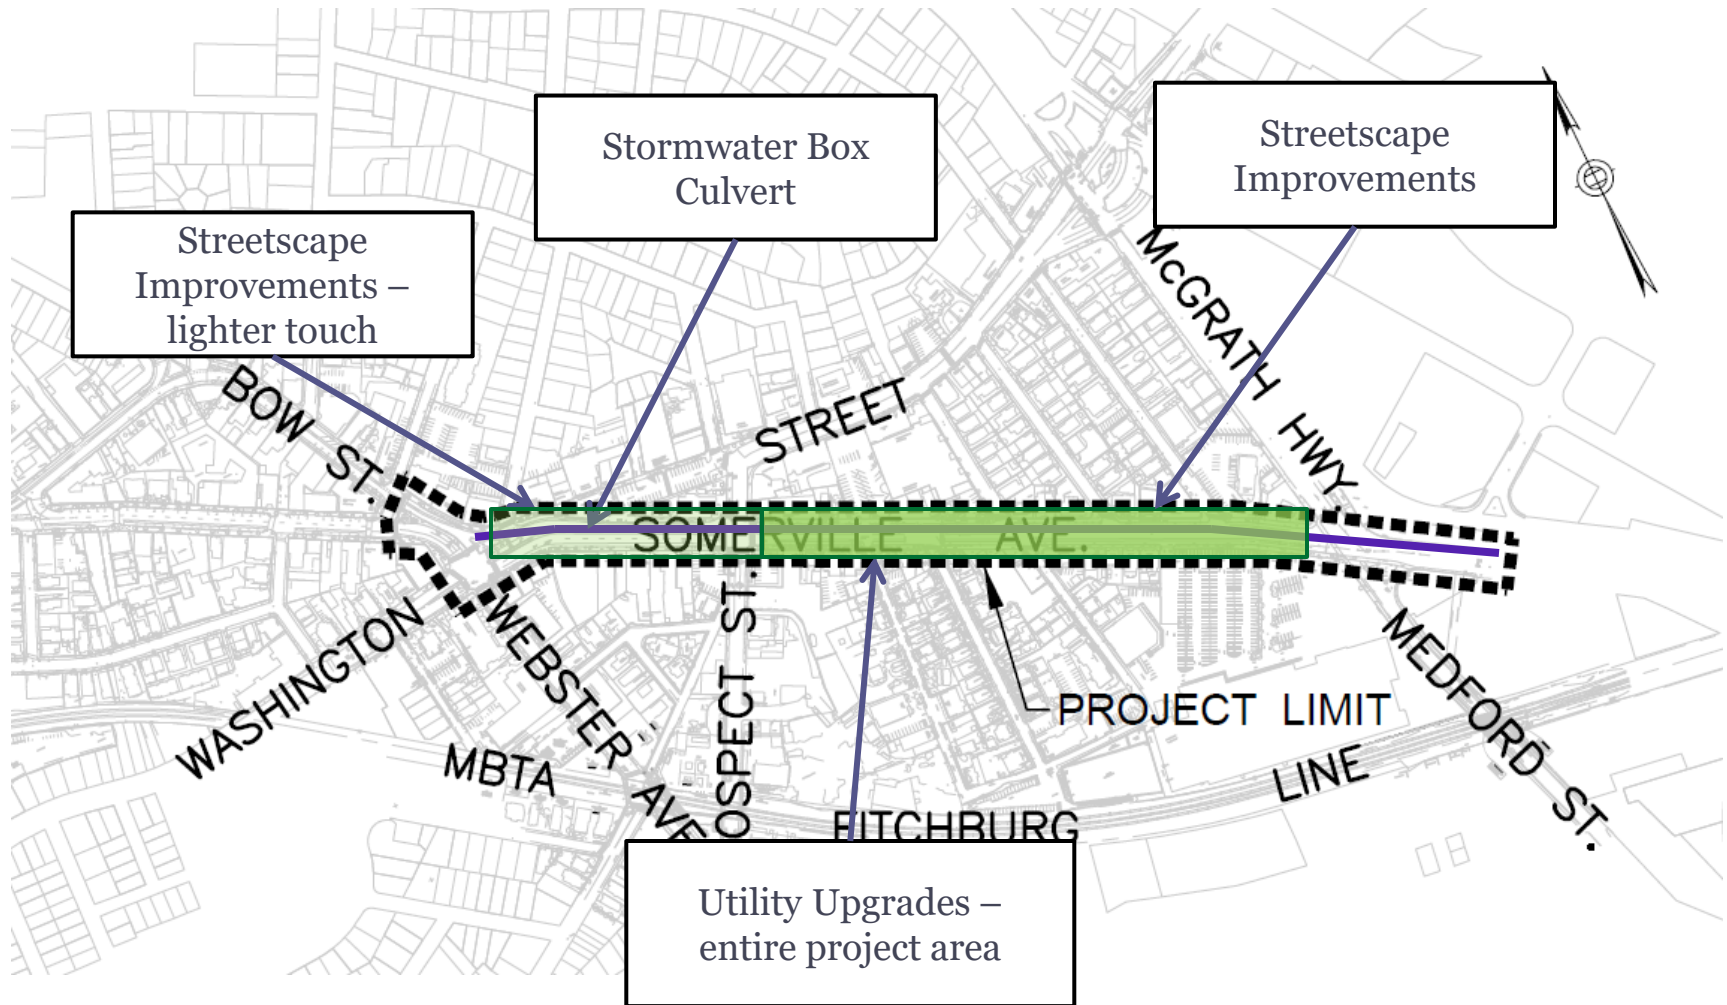 Stormwater Box
Culvert
Streetscape
Improvements
Streetscape
Improvements –
lighter touch
McGRATH HWY.
BOW ST.
STREET
SOMERVILLE AVE.
WASHINGTON
WEBSTER AVE
OSPECT ST.
PROJECT LIMIT
MEDFORD ST.
MBTA FITCHBURG LINE
Utility Upgrades –
entire project area